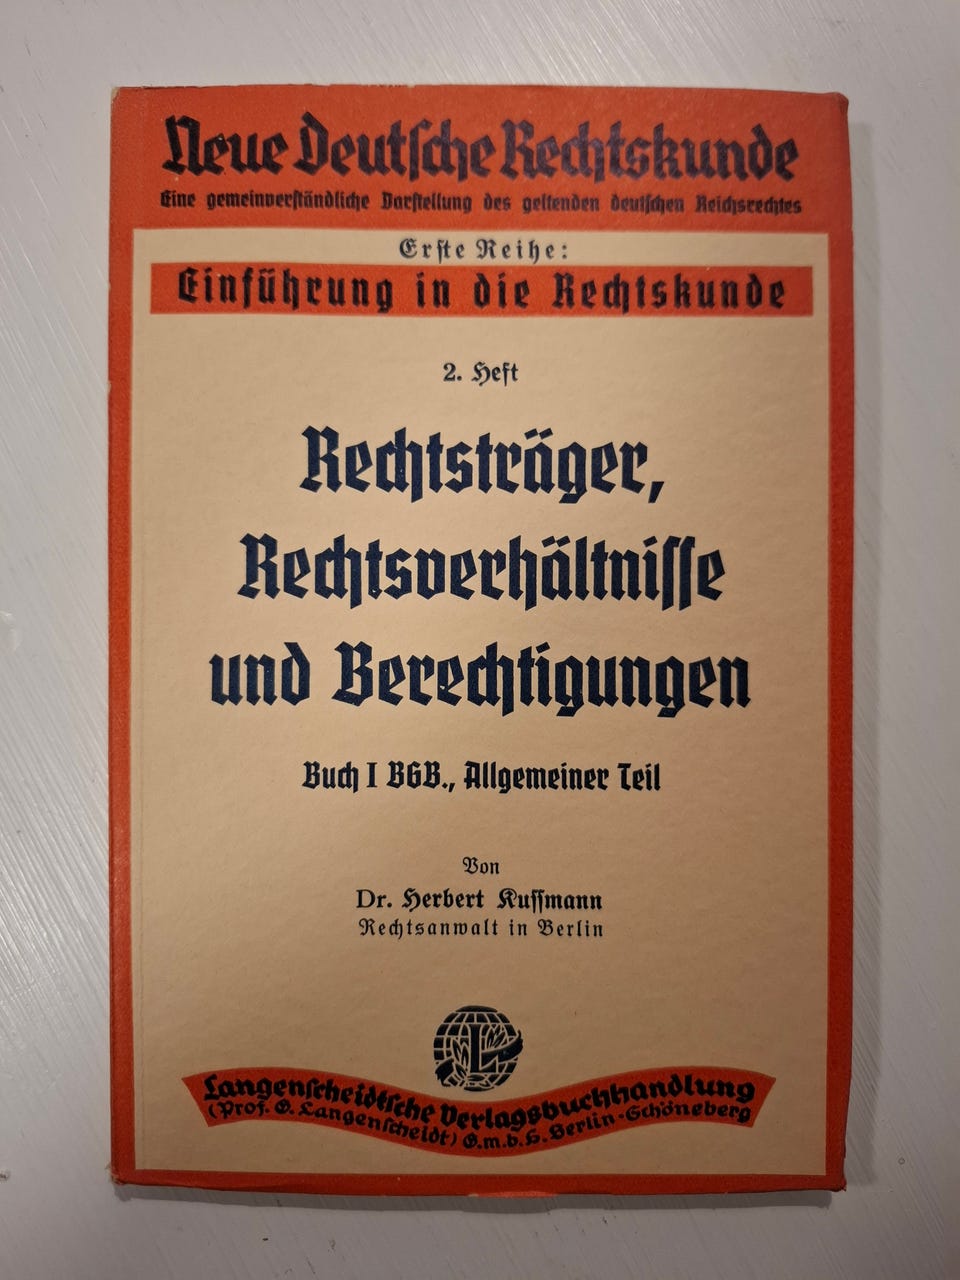 Neue Deutsche Rechtskunde
Eine gemeinverständliche Darstellung des geltenden deutschen Reichsrechtes
Erste Reihe:
Einführung in die Rechtskunde
2. Heft
Rechtsträger,
Rechtsverhältnisse
und Berechtigungen
Buch I BGB., Allgemeiner Teil
Von
Dr. Herbert Kussmann
Rechtsanwalt in Berlin
L
Langenscheidtsche Verlagsbuchhandlung
(Prof. G. Langenscheidt) G.m.b.H. Berlin-Schöneberg